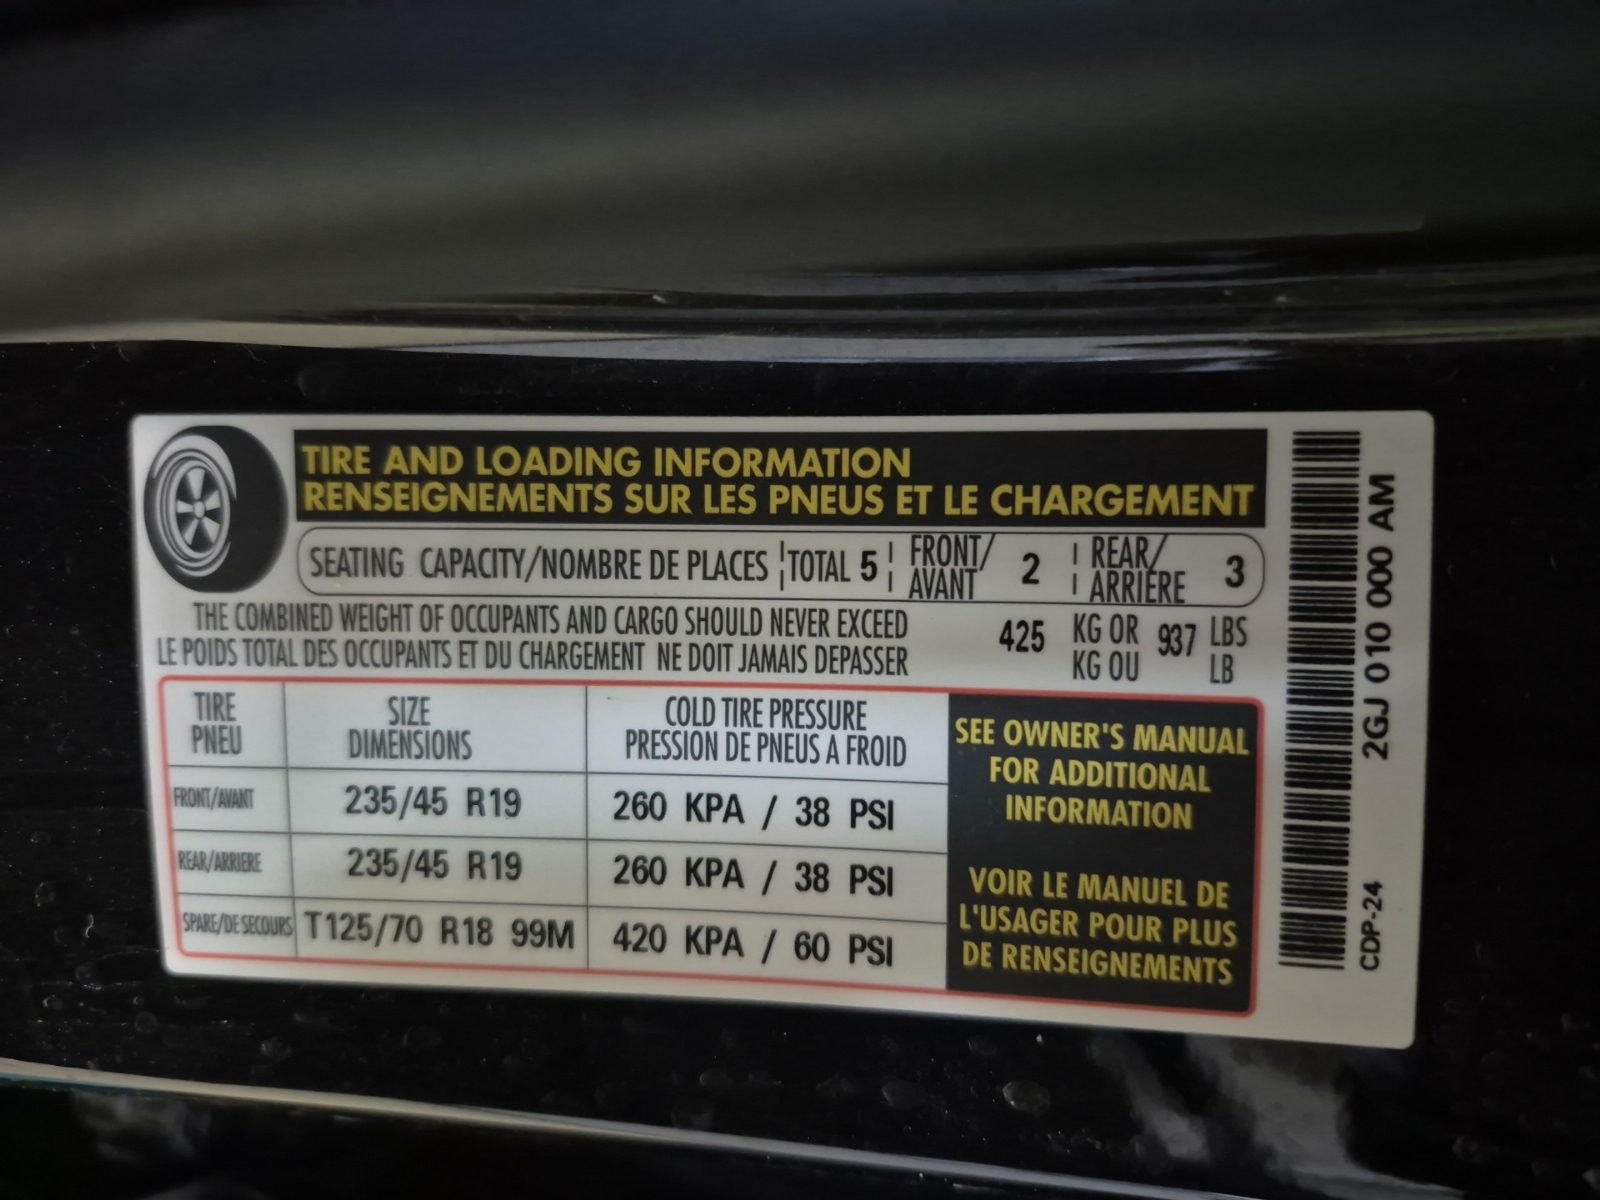 TIRE AND LOADING INFORMATION
RENSEIGNEMENTS SUR LES PNEUS ET LE CHARGEMENT
SEATING CAPACITY/NOMBRE DE PLACES TOTAL 5 FRONT/ AVANT 2 REAR/ ARRIÈRE 3
THE COMBINED WEIGHT OF OCCUPANTS AND CARGO SHOULD NEVER EXCEED 425 KG OR 937 LBS
LE POIDS TOTAL DES OCCUPANTS ET DU CHARGEMENT NE DOIT JAMAIS DEPASSER KG OU LB
TIRE SIZE COLD TIRE PRESSURE
PNEU DIMENSIONS PRESSION DE PNEUS A FROID
FRONT/AVANT 235/45 R19 260 KPA / 38 PSI
REAR/ARRIERE 235/45 R19 260 KPA / 38 PSI
SPARE/DE SECOURS T125/70 R18 99M 420 KPA / 60 PSI
SEE OWNER'S MANUAL
FOR ADDITIONAL
INFORMATION
VOIR LE MANUEL DE
L'USAGER POUR PLUS
DE RENSEIGNEMENTS
2GJ 010 000 AM
CDP-24